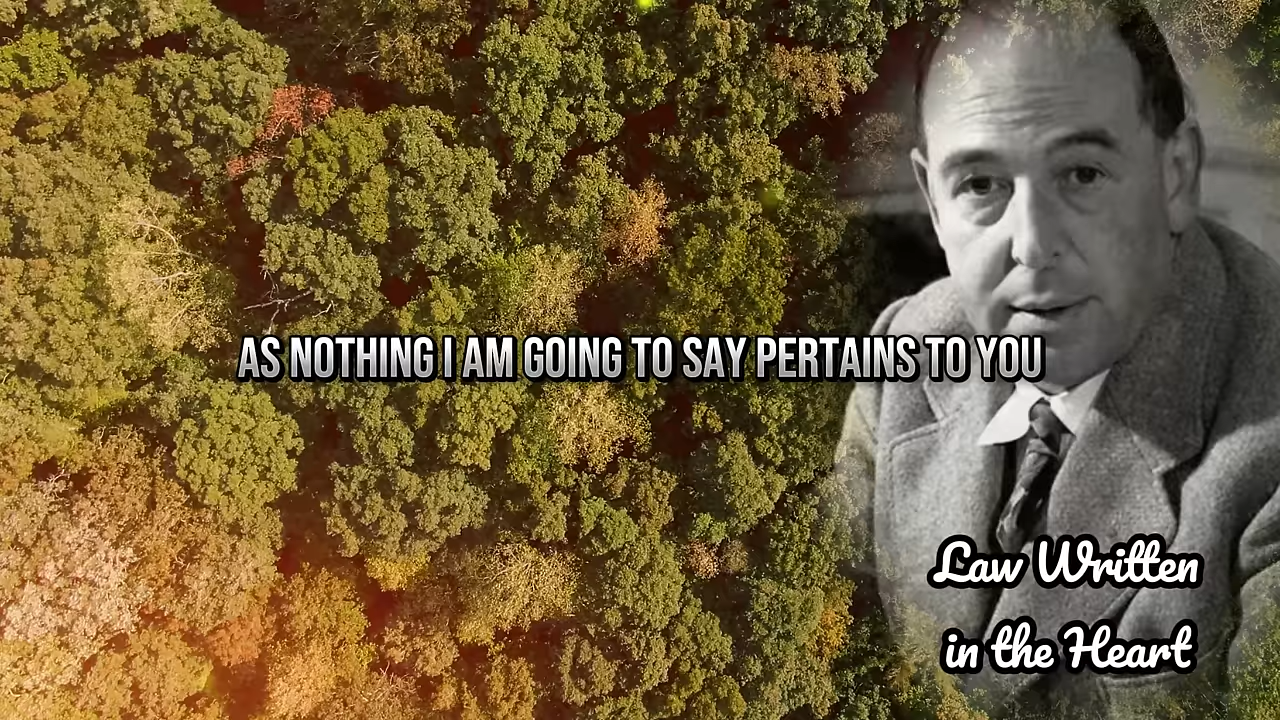 AS NOTHING I AM GOING TO SAY PERTAINS TO YOU
Law Written
in the Heart